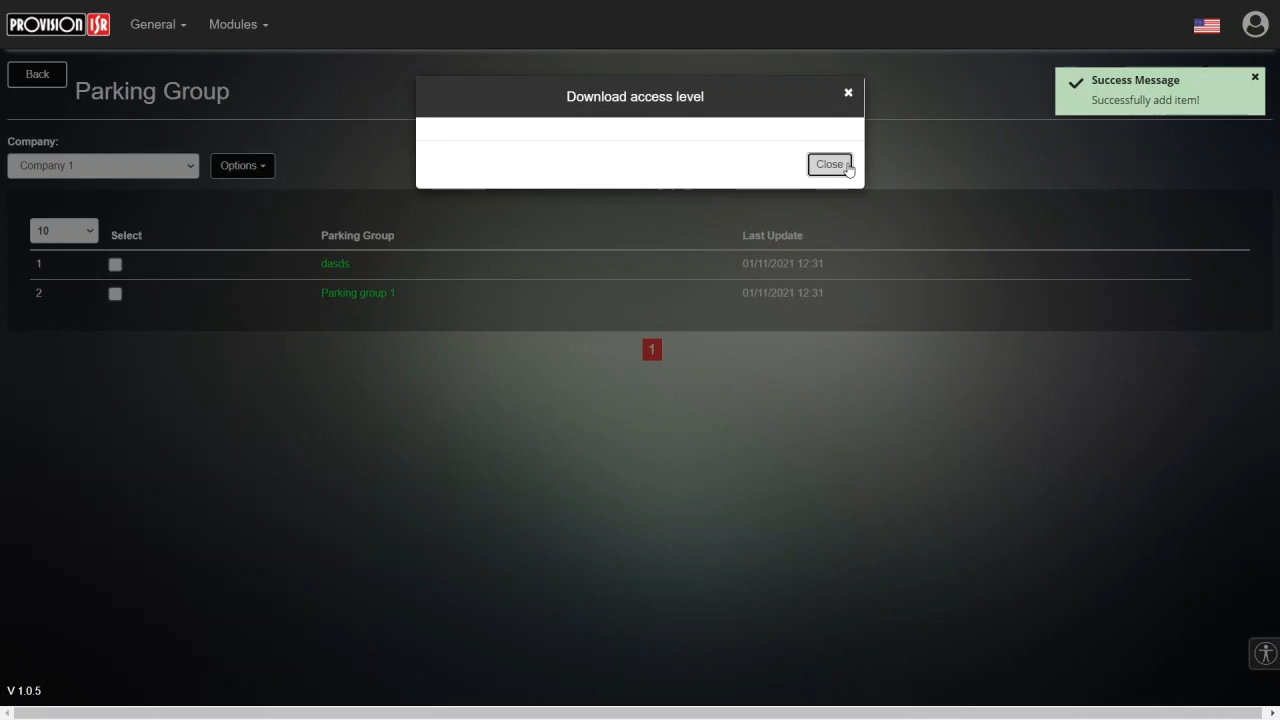 PROVISION ISR
General
Modules
Back
Parking Group
Download access level
Success Message
Successfully add item!
Company:
Company 1
Options
Close
10
Select
Parking Group
Last Update
1
dasds
01/11/2021 12:31
2
Parking group 1
01/11/2021 12:31
1
V 1.0.5